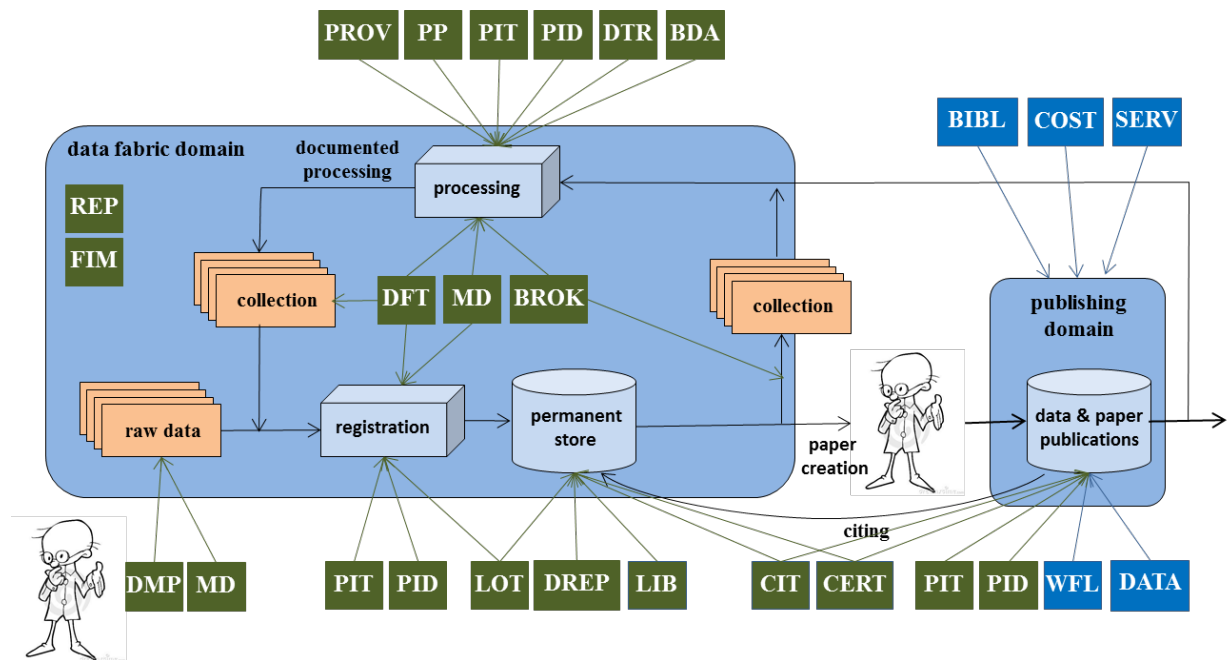 PROV PP PIT PID DTR BDA
BIBL COST SERV
data fabric domain
documented
processing
processing
REP
FIM
collection
DFT MD BROK
collection
publishing
domain
raw data
registration
permanent
store
paper
creation
data & paper
publications
citing
DMP MD
PIT PID LOT DREP LIB
CIT CERT PIT PID WFL DATA